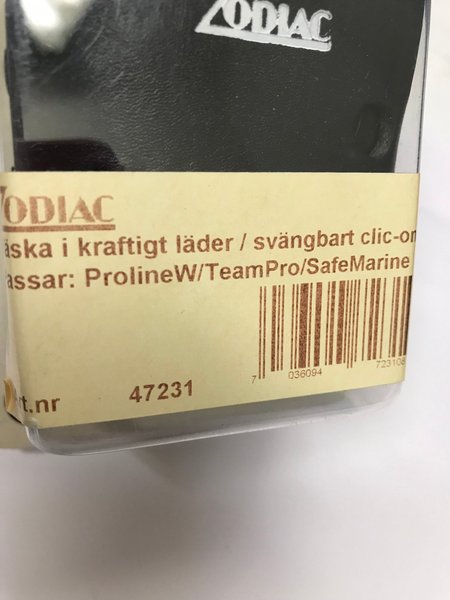 ZODIAC
ZODIAC
äska i kraftigt läder / svängbart clic-on
assar: ProlineW/TeamPro/SafeMarine
7 036094 723108
rt.nr 47231